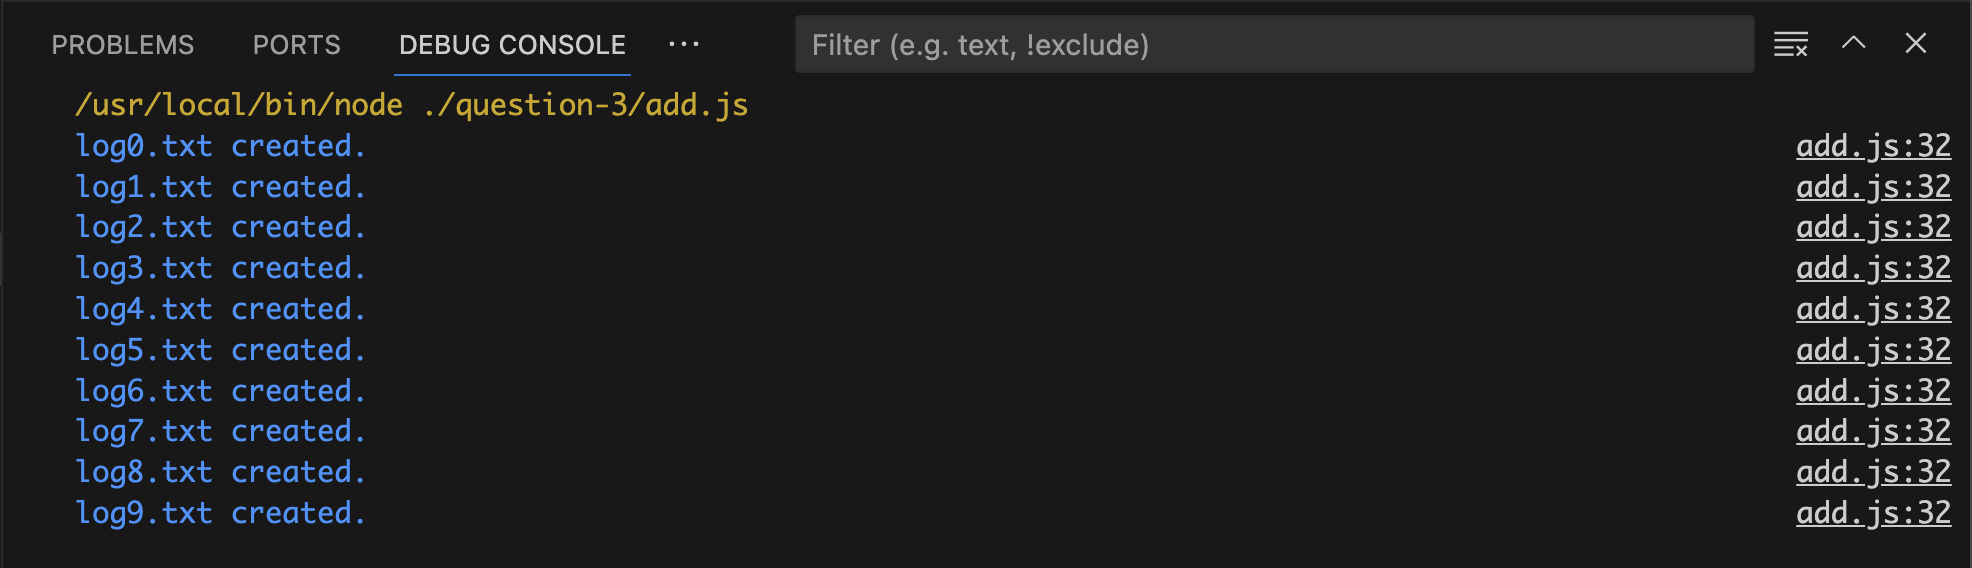 PROBLEMS PORTS DEBUG CONSOLE ··· Filter (e.g. text, !exclude)
/usr/local/bin/node ./question-3/add.js
log0.txt created. add.js:32
log1.txt created. add.js:32
log2.txt created. add.js:32
log3.txt created. add.js:32
log4.txt created. add.js:32
log5.txt created. add.js:32
log6.txt created. add.js:32
log7.txt created. add.js:32
log8.txt created. add.js:32
log9.txt created. add.js:32